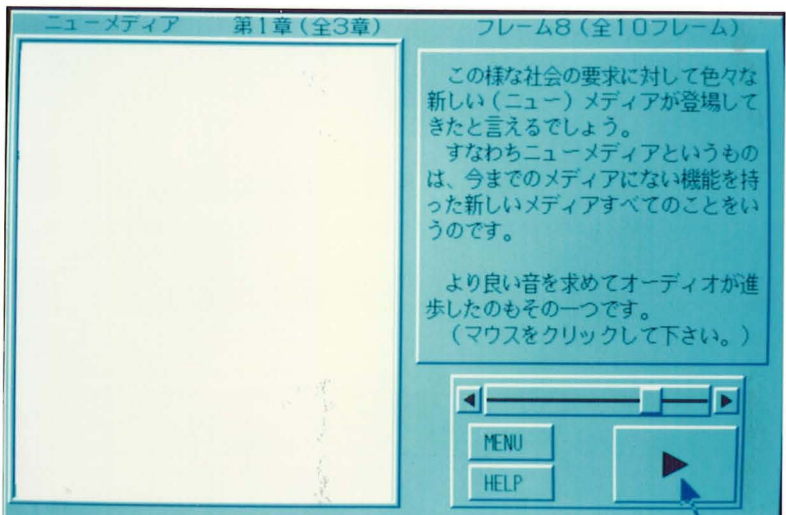 ニューメディア 第1章(全3章) フレーム8(全10フレーム)
この様な社会の要求に対して色々な
新しい(ニュー)メディアが登場して
きたと言えるでしょう。
すなわちニューメディアというもの
は、今までのメディアにない機能を持
った新しいメディアすべてのことをい
うのです。
より良い音を求めてオーディオが進
歩したのもその一つです。
(マウスをクリックして下さい。)
MENU
HELP